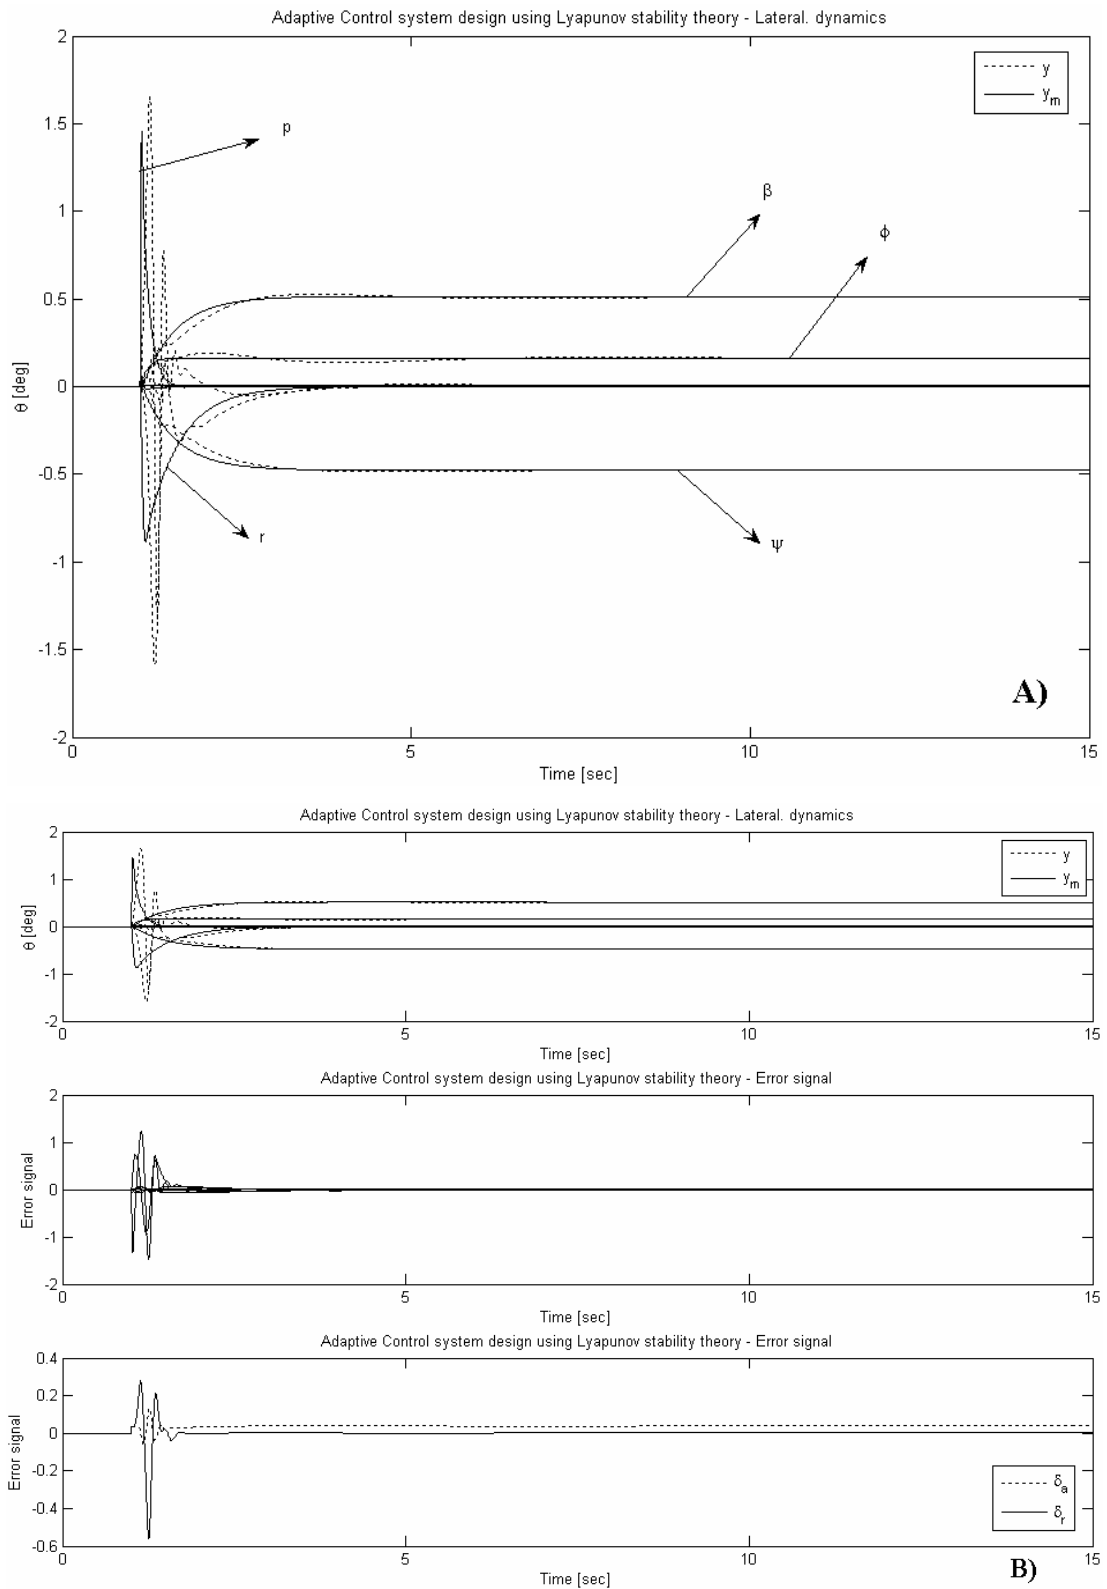 Adaptive Control system design using Lyapunov stability theory - Lateral. dynamics
2
y
y_m
1.5
p
β
1
ϕ
0.5
θ [deg]
0
-0.5
r
ψ
-1
-1.5
A)
-2
0
5
10
15
Time [sec]
Adaptive Control system design using Lyapunov stability theory - Lateral. dynamics
2
y
y_m
1
θ [deg]
0
-1
-2
0
5
10
15
Time [sec]
Adaptive Control system design using Lyapunov stability theory - Error signal
2
1
Error signal
0
-1
-2
0
5
10
15
Time [sec]
Adaptive Control system design using Lyapunov stability theory - Error signal
0.4
0.2
Error signal
0
-0.2
δ_a
-0.4
δ_r
-0.6
0
5
10
15
B)
Time [sec]